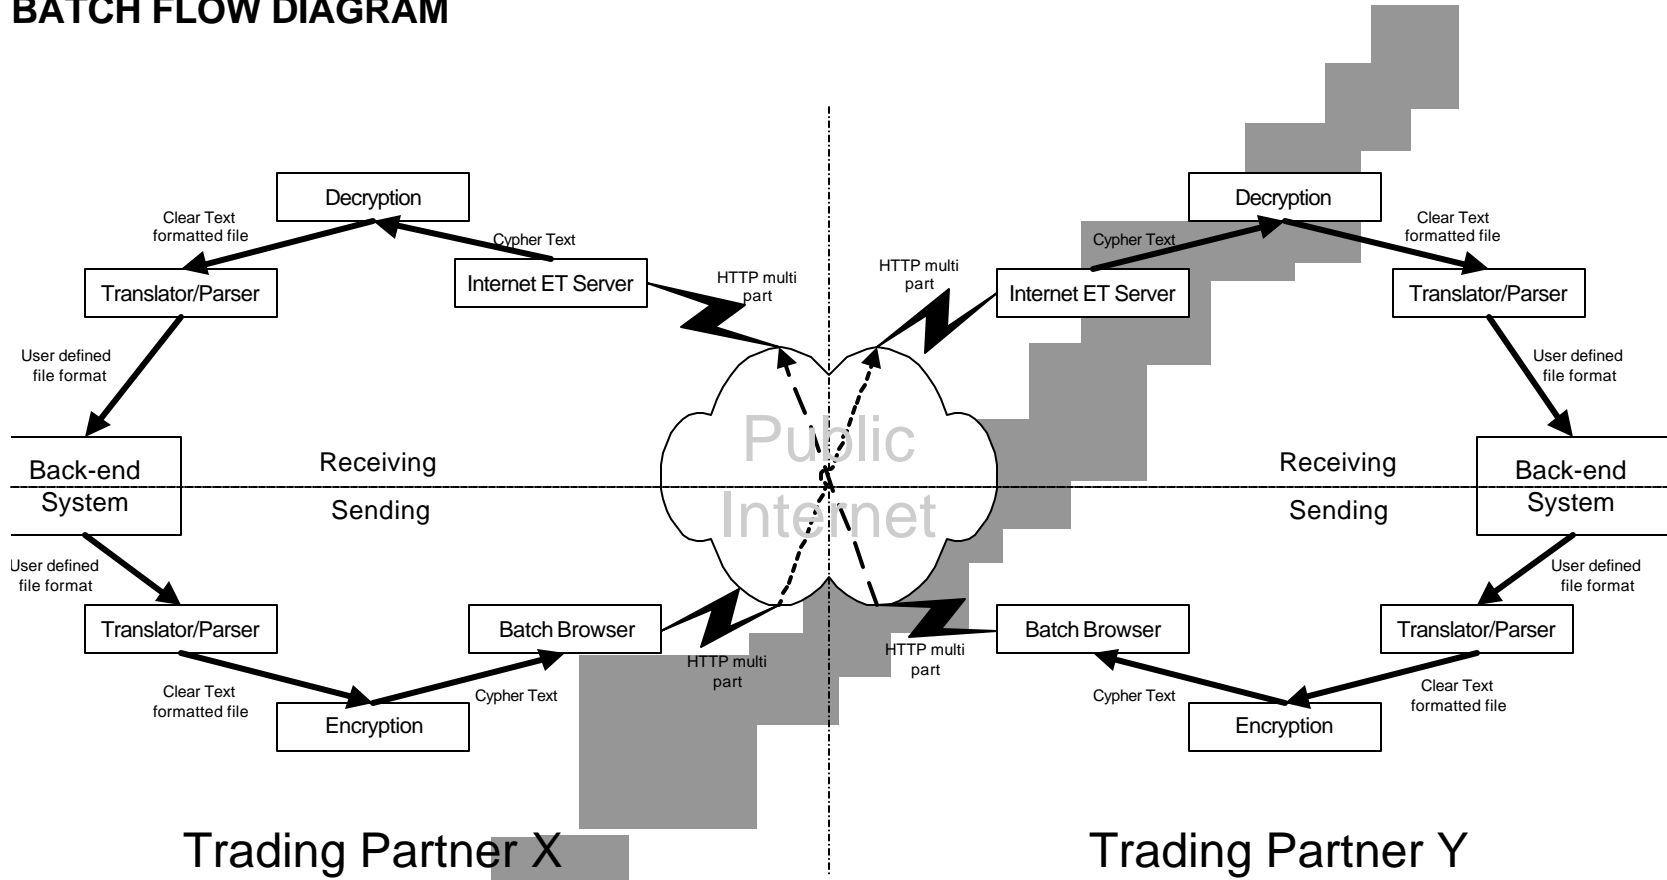 BATCH FLOW DIAGRAM
Decryption
Clear Text
formatted file
Cypher Text
Translator/Parser
Internet ET Server
HTTP multi
part
User defined
file format
Back-end
System
Receiving
Sending
User defined
file format
Translator/Parser
Batch Browser
Clear Text
formatted file
Cypher Text
HTTP multi
part
Encryption
Trading Partner X
Public
Internet
Decryption
Cypher Text
Clear Text
formatted file
HTTP multi
part
Internet ET Server
Translator/Parser
User defined
file format
Receiving
Sending
Back-end
System
User defined
file format
Batch Browser
Translator/Parser
HTTP multi
part
Cypher Text
Clear Text
formatted file
Encryption
Trading Partner Y